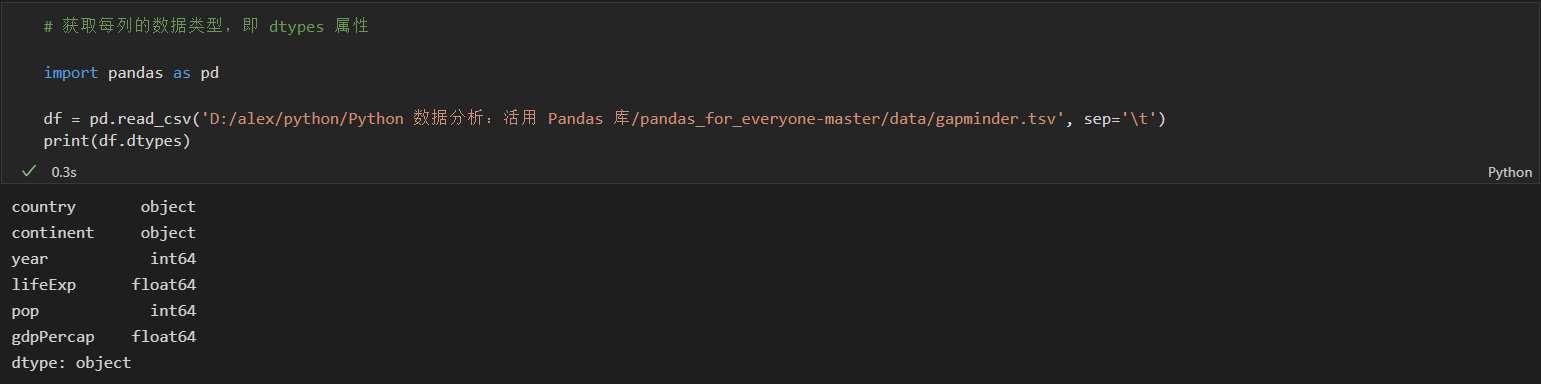 # 获取每列的数据类型，即 dtypes 属性
import pandas as pd
df = pd.read_csv('D:/alex/python/Python 数据分析：活用 Pandas 库/pandas_for_everyone-master/data/gapminder.tsv', sep='\t')
print(df.dtypes)
0.3s Python
country object
continent object
year int64
lifeExp float64
pop int64
gdpPercap float64
dtype: object